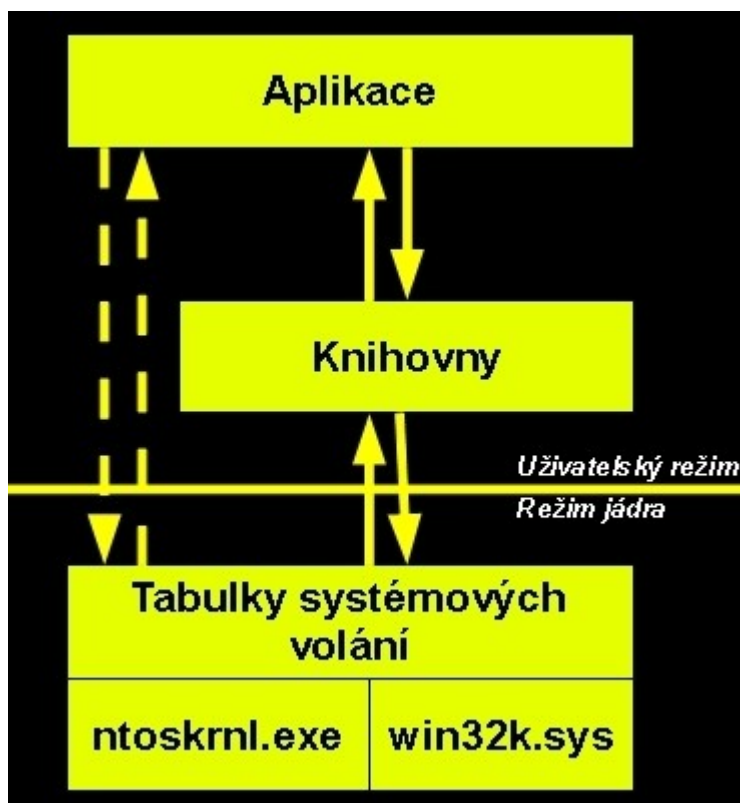 Aplikace
Knihovny
Uživatelský režim
Režim jádra
Tabulky systémových
volání
ntoskrnl.exe
win32k.sys